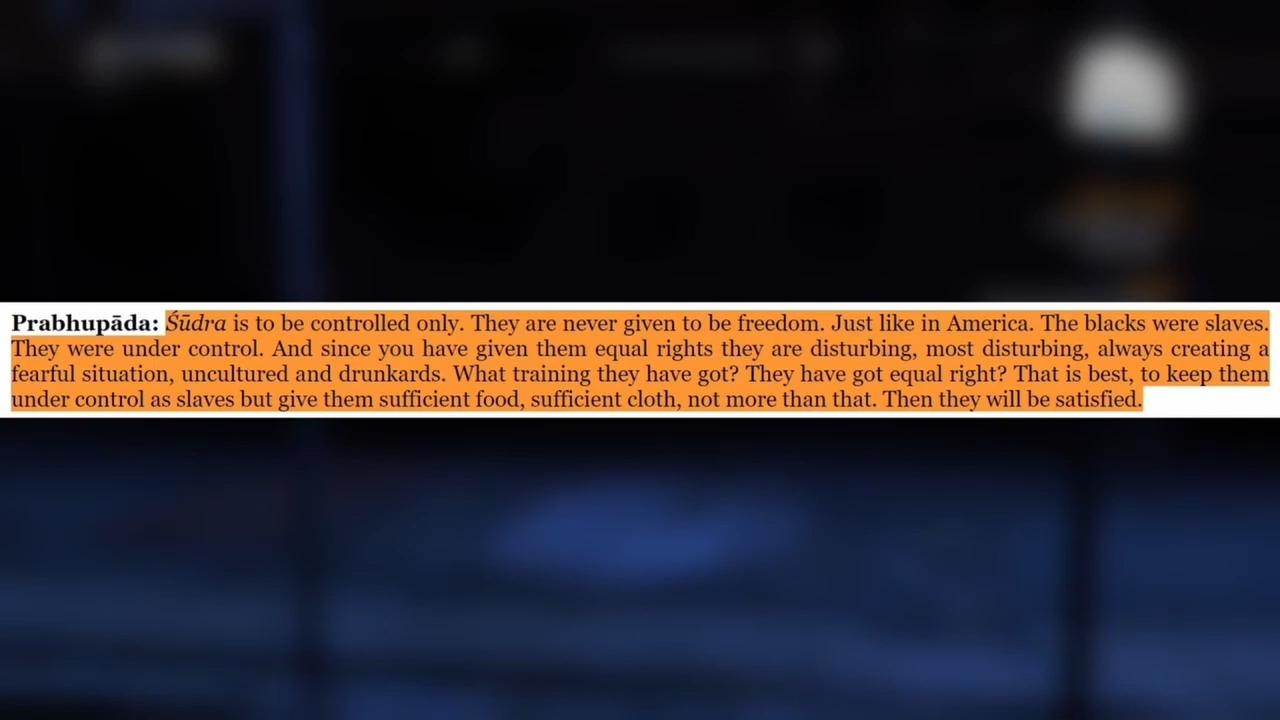 Prabhupāda: Śūdra is to be controlled only. They are never given to be freedom. Just like in America. The blacks were slaves.
They were under control. And since you have given them equal rights they are disturbing, most disturbing, always creating a
fearful situation, uncultured and drunkards. What training they have got? They have got equal right? That is best, to keep them
under control as slaves but give them sufficient food, sufficient cloth, not more than that. Then they will be satisfied.